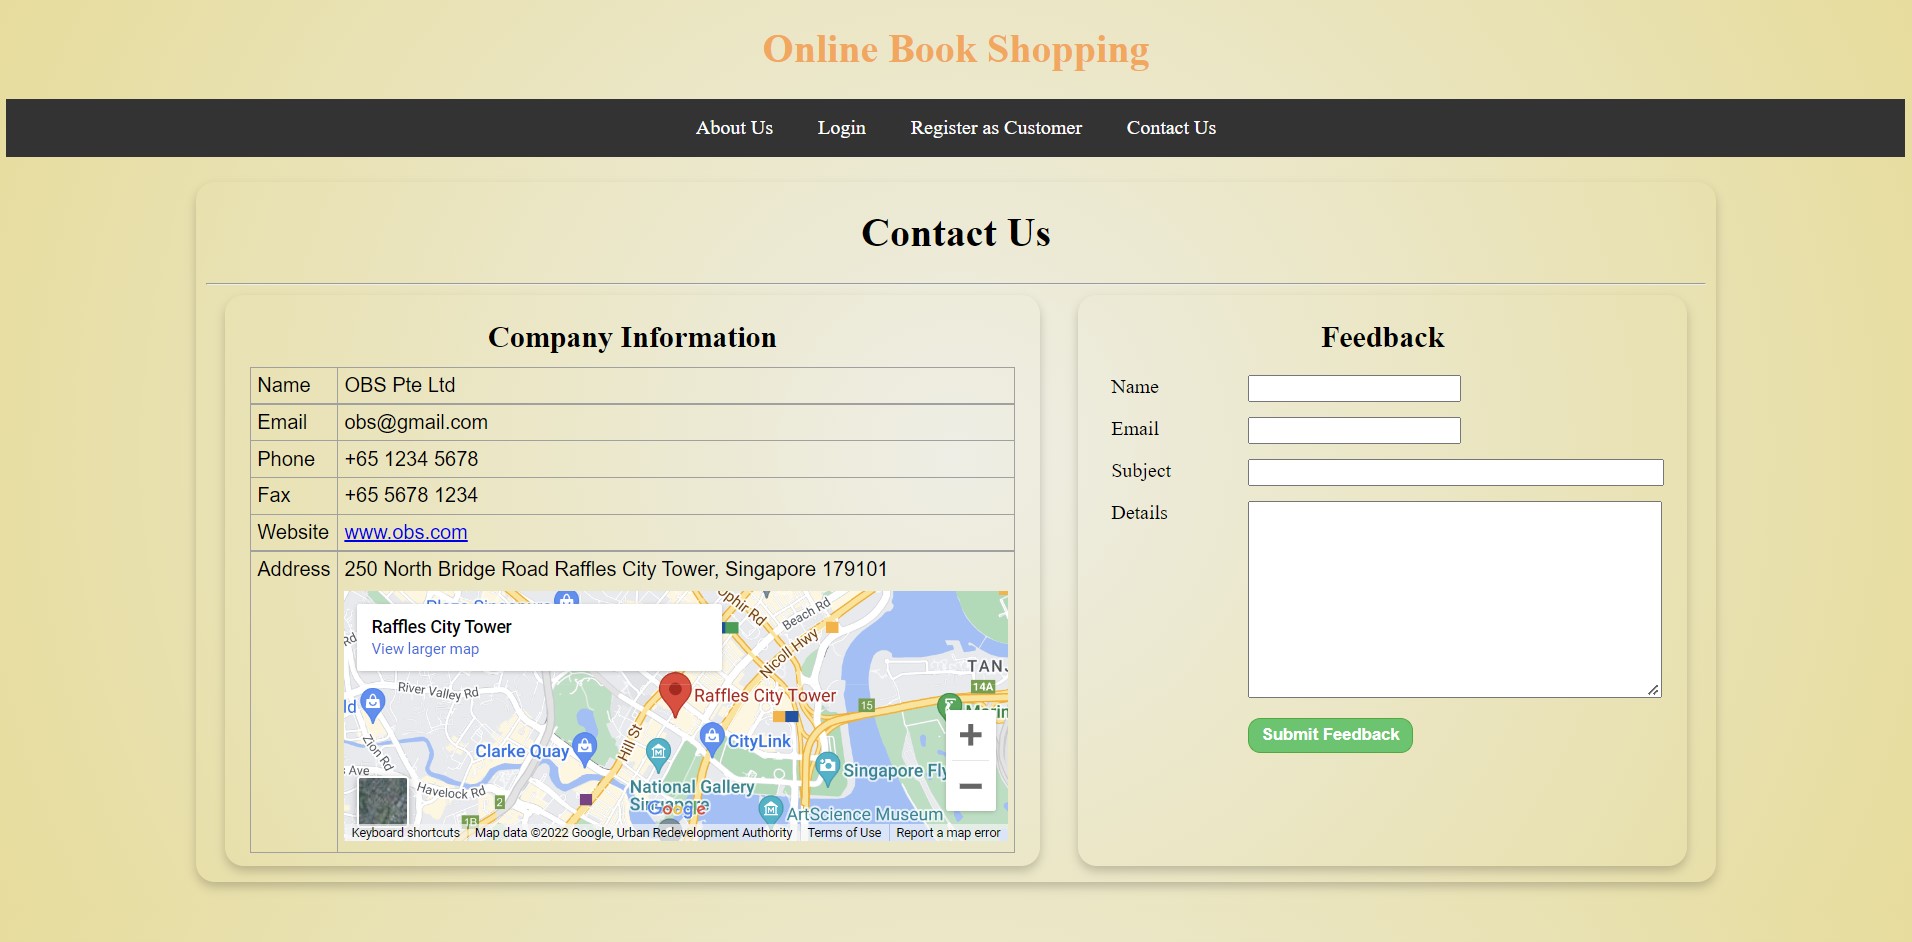 Online Book Shopping
About Us Login Register as Customer Contact Us
Contact Us
Company Information
Name OBS Pte Ltd
Email obs@gmail.com
Phone +65 1234 5678
Fax +65 5678 1234
Website www.obs.com
Address 250 North Bridge Road Raffles City Tower, Singapore 179101
Raffles City Tower
View larger map
Ophir Rd
Beach Rd
Nicoll Hwy
TAN
14A
Rd
River Valley Rd
ld
Raffles City Tower
15
Marin
Zion Rd
Clarke Quay
Hill St
CityLink
Ave
Havelock Rd
2
1B
National Gallery
Singapore
Google
Singapore Fly
ArtScience Museum
Keyboard shortcuts Map data ©2022 Google, Urban Redevelopment Authority Terms of Use Report a map error
Feedback
Name
Email
Subject
Details
Submit Feedback